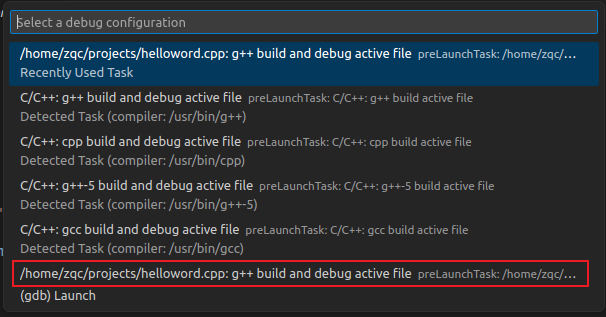 Select a debug configuration
/home/zqc/projects/helloword.cpp: g++ build and debug active file preLaunchTask: /home/zqc/...
Recently Used Task
C/C++: g++ build and debug active file preLaunchTask: C/C++: g++ build active file
Detected Task (compiler: /usr/bin/g++)
C/C++: cpp build and debug active file preLaunchTask: C/C++: cpp build active file
Detected Task (compiler: /usr/bin/cpp)
C/C++: g++-5 build and debug active file preLaunchTask: C/C++: g++-5 build active file
Detected Task (compiler: /usr/bin/g++-5)
C/C++: gcc build and debug active file preLaunchTask: C/C++: gcc build active file
Detected Task (compiler: /usr/bin/gcc)
/home/zqc/projects/helloword.cpp: g++ build and debug active file preLaunchTask: /home/zqc/...
(gdb) Launch